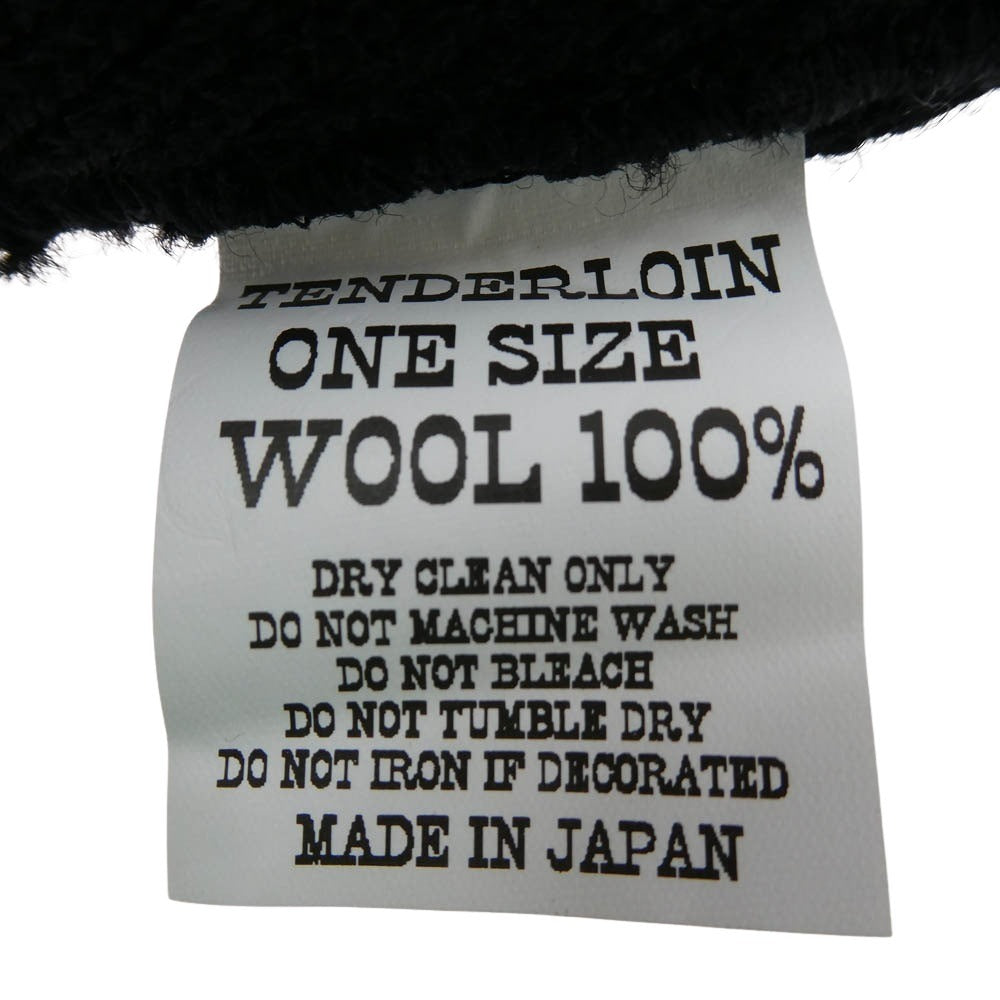 TENDERLOIN
ONE SIZE
WOOL 100%
DRY CLEAN ONLY
DO NOT MACHINE WASH
DO NOT BLEACH
DO NOT TUMBLE DRY
DO NOT IRON IF DECORATED
MADE IN JAPAN